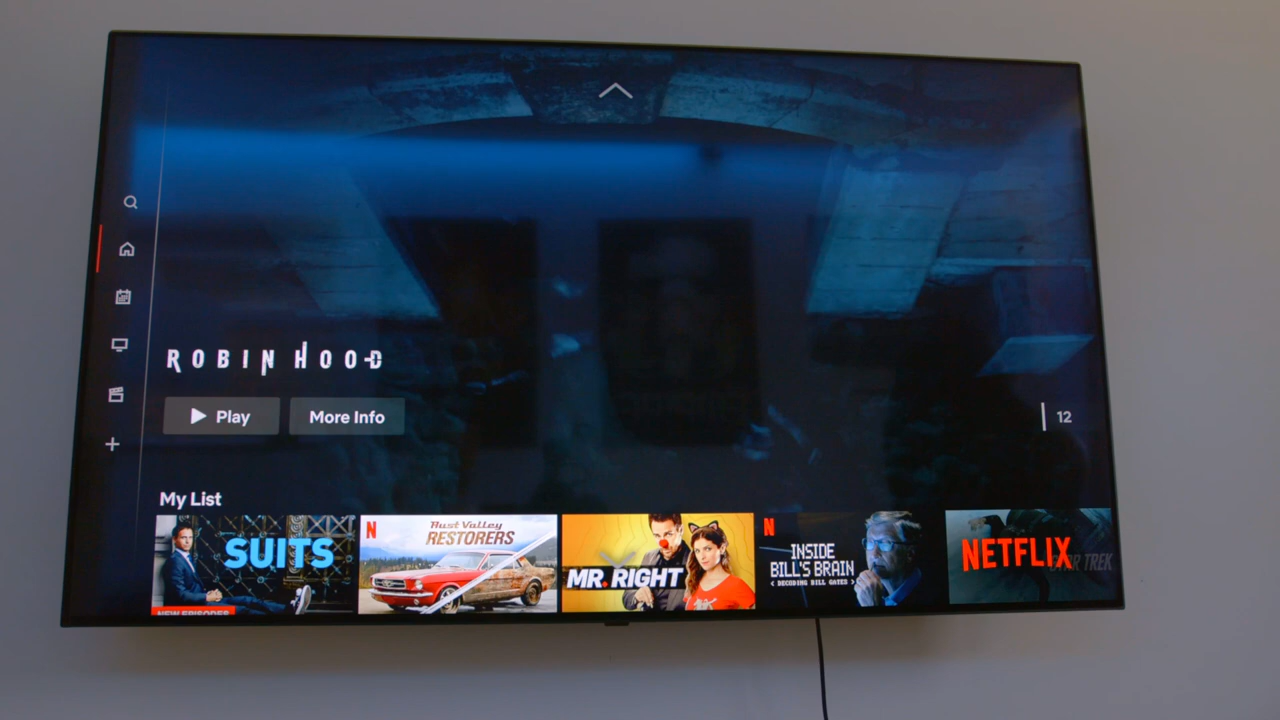 ROBIN HOOD
Play
More Info
12
My List
SUITS
NEW EPISODES
N
Rust Valley
RESTORERS
MR. RIGHT
N
INSIDE
BILL'S BRAIN
< DECODING BILL GATES >
NETFLIX
TREK